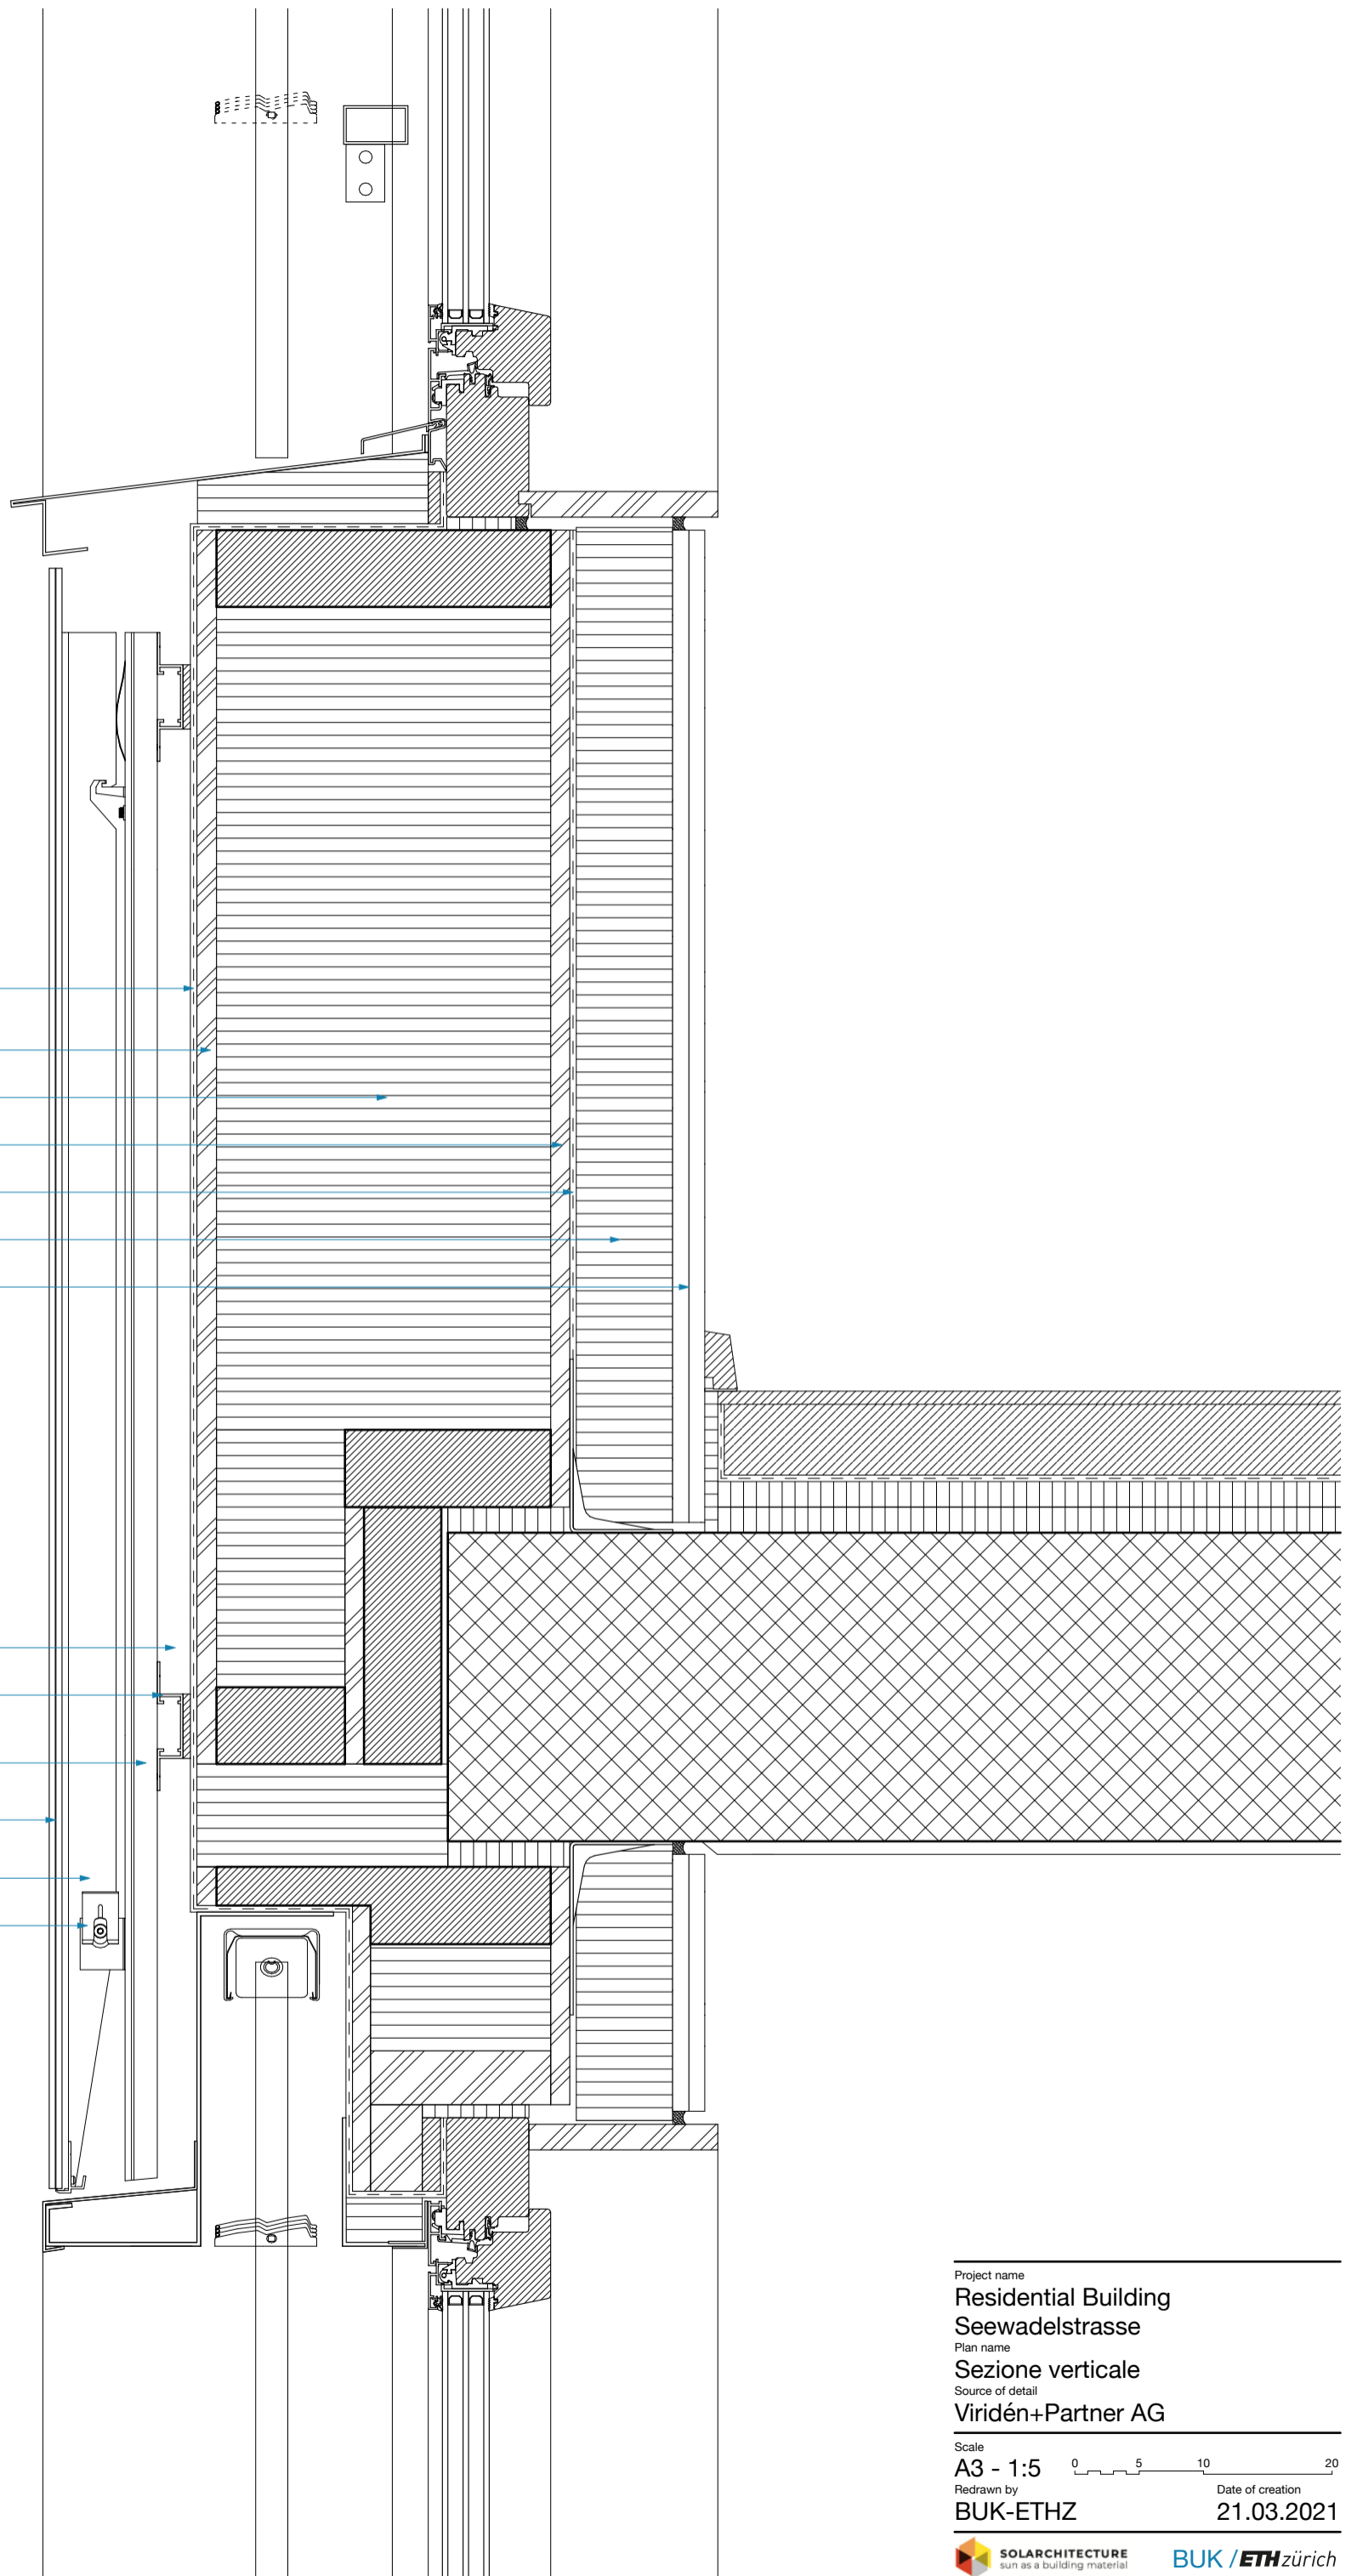 Project name
Residential Building
Seewadelstrasse
Plan name
Sezione verticale
Source of detail
Viridén+Partner AG
Scale
A3 - 1:5
0 5 10 20
Redrawn by
BUK-ETHZ
Date of creation
21.03.2021
SOLARCHITECTURE
sun as a building material
BUK / ETH zürich